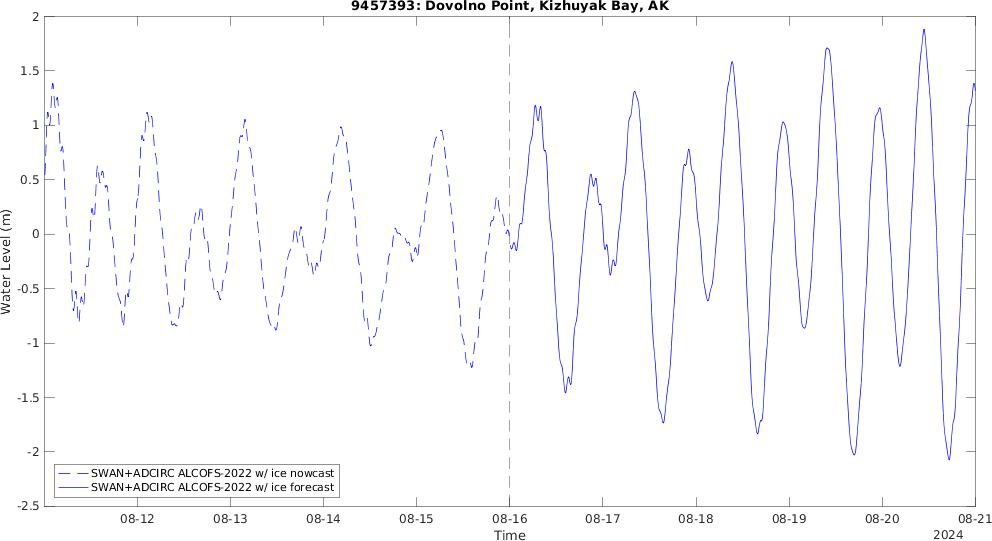 9457393: Dovolno Point, Kizhuyak Bay, AK
2
1.5
1
0.5
0
-0.5
-1
-1.5
-2
-2.5
Water Level (m)
SWAN+ADCIRC ALCOFS-2022 w/ ice nowcast
SWAN+ADCIRC ALCOFS-2022 w/ ice forecast
08-12 08-13 08-14 08-15 08-16 08-17 08-18 08-19 08-20 08-21
Time
2024